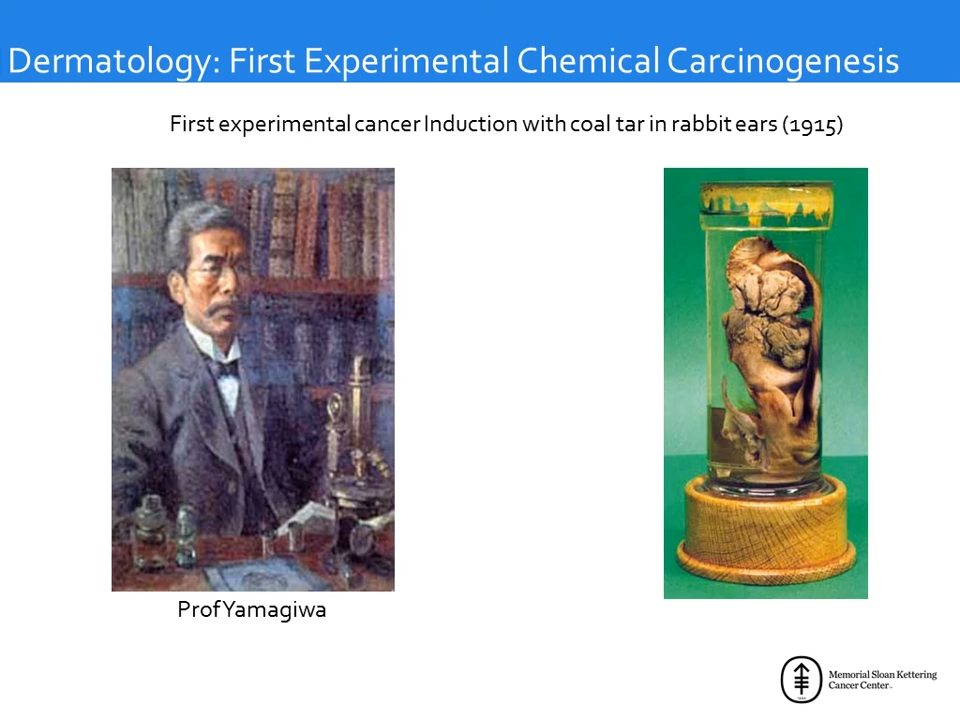 Dermatology: First Experimental Chemical Carcinogenesis
First experimental cancer Induction with coal tar in rabbit ears (1915)
Prof Yamagiwa
Memorial Sloan Kettering
Cancer Center